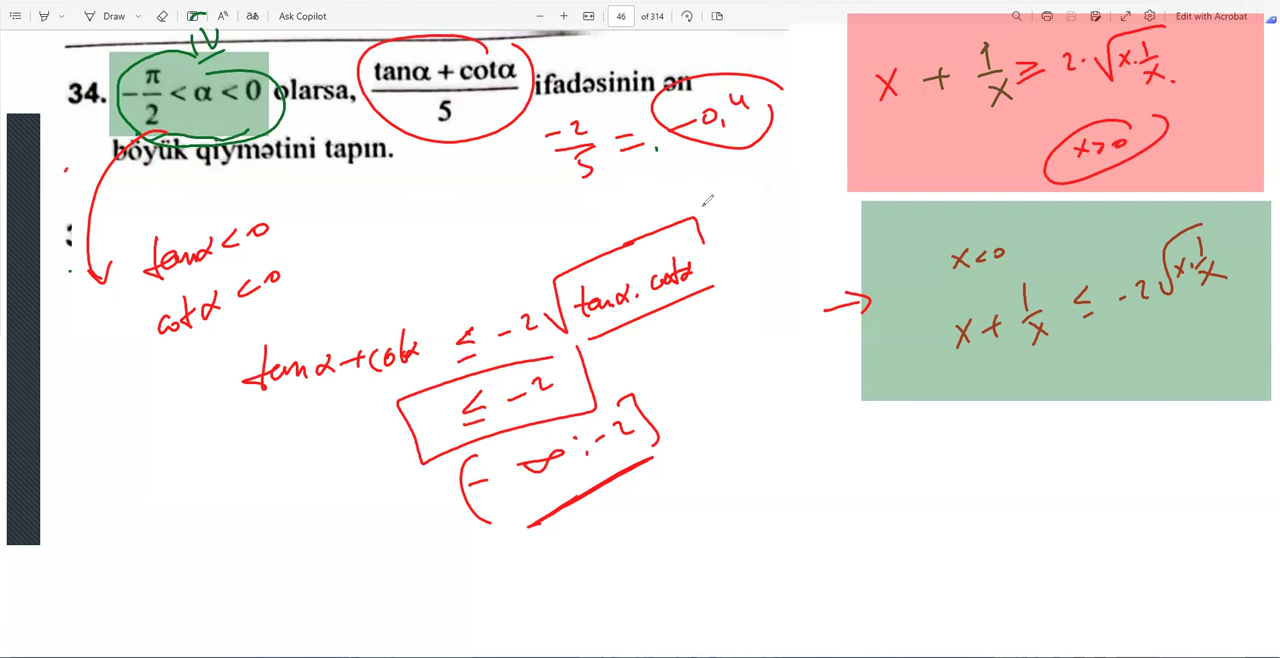 Draw
Ask Copilot
46 of 314
Edit with Acrobat
IV
34. -π/2 < α < 0 olarsa, (tanα + cotα)/5 ifadəsinin ən
böyük qiymətini tapın.
-2/5 = -0,4
tanα < 0
cotα < 0
tanα + cotα ≤ -2√(tanα · cotα)
≤ -2
(-∞; -2]
x + 1/x ≥ 2·√(x·1/x)
x > 0
→
x < 0
x + 1/x ≤ -2√(x·1/x)